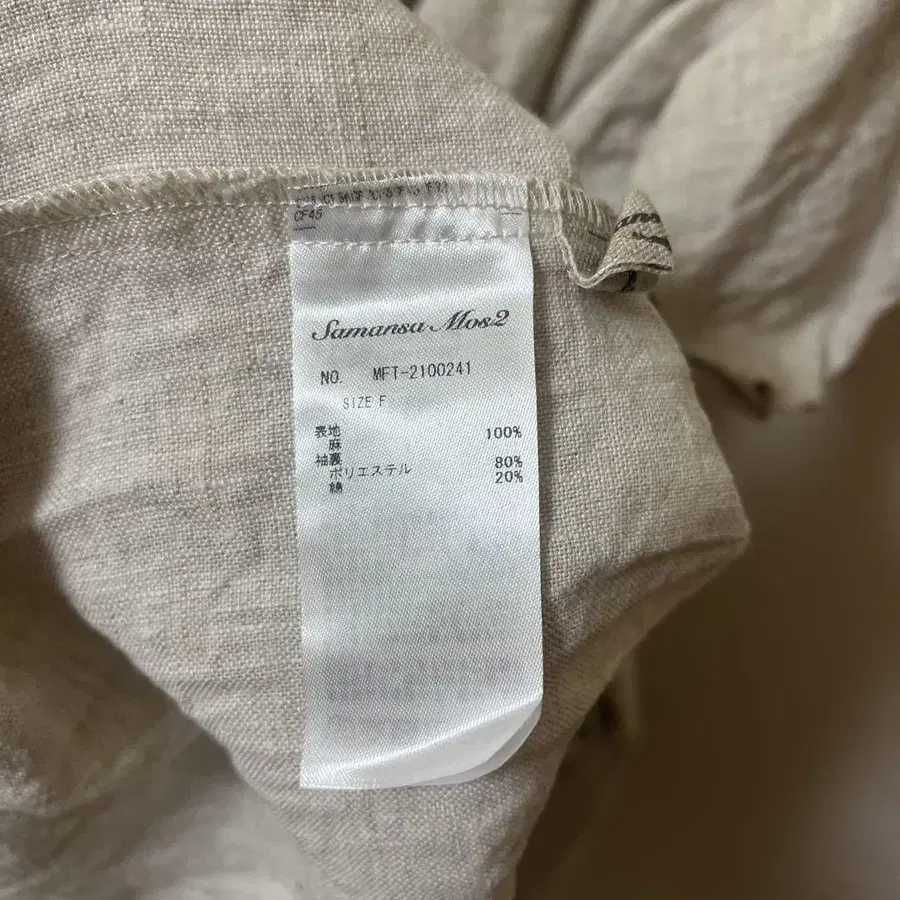 CF45
Samansa Mos2
NO. MFT-2100241
SIZE F
表地
麻 100%
袖裏
ポリエステル 80%
綿 20%